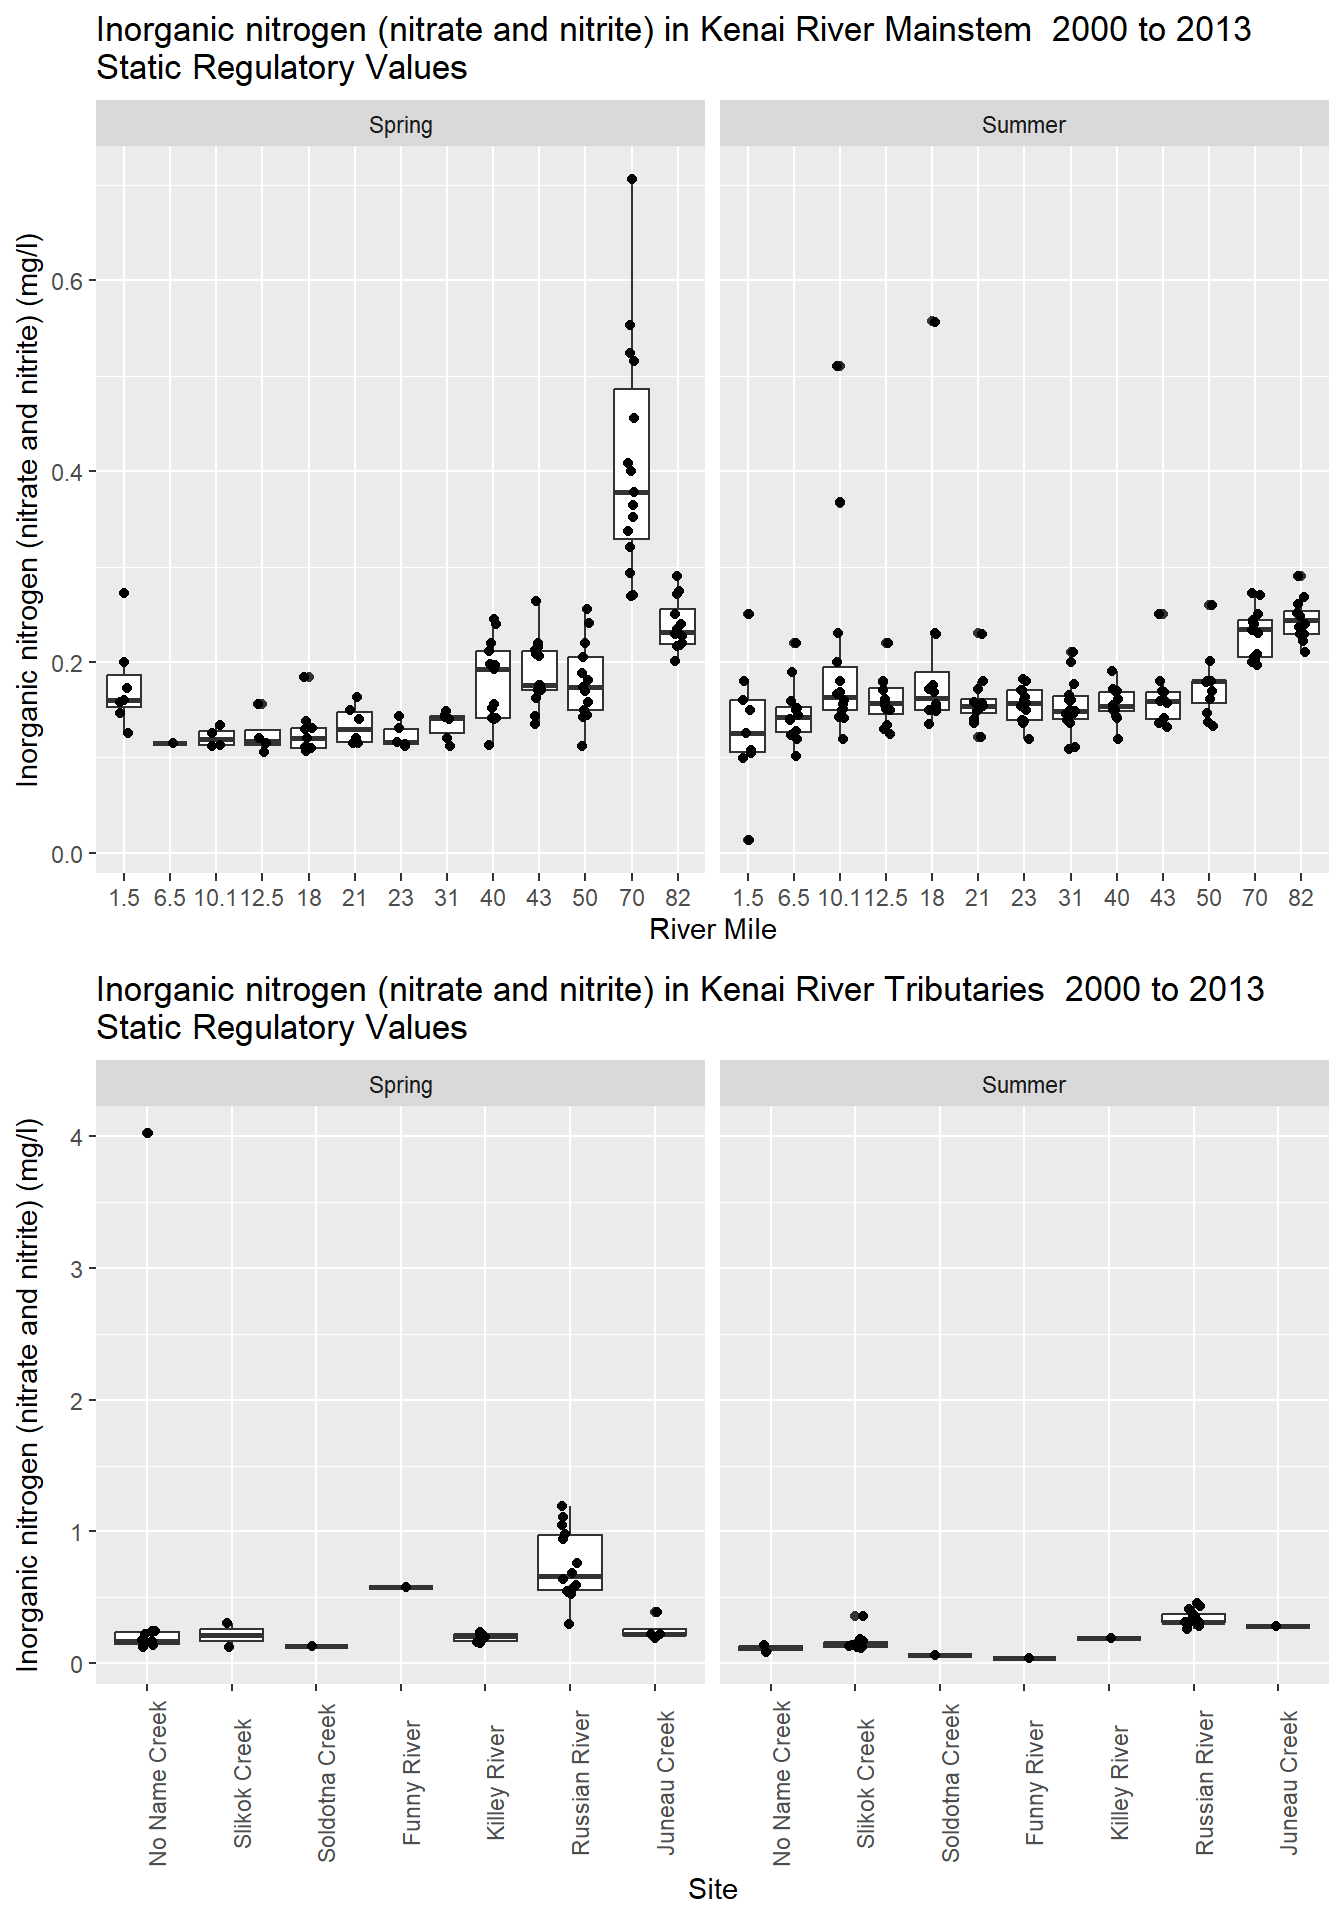 Inorganic nitrogen (nitrate and nitrite) in Kenai River Mainstem  2000 to 2013
Static Regulatory Values
Spring
Summer
Inorganic nitrogen (nitrate and nitrite) (mg/l)
0.6
0.4
0.2
0.0
1.5 6.5 10.1 12.5 18 21 23 31 40 43 50 70 82
1.5 6.5 10.1 12.5 18 21 23 31 40 43 50 70 82
River Mile
Inorganic nitrogen (nitrate and nitrite) in Kenai River Tributaries  2000 to 2013
Static Regulatory Values
Spring
Summer
Inorganic nitrogen (nitrate and nitrite) (mg/l)
4
3
2
1
0
No Name Creek
Slikok Creek
Soldotna Creek
Funny River
Killey River
Russian River
Juneau Creek
No Name Creek
Slikok Creek
Soldotna Creek
Funny River
Killey River
Russian River
Juneau Creek
Site